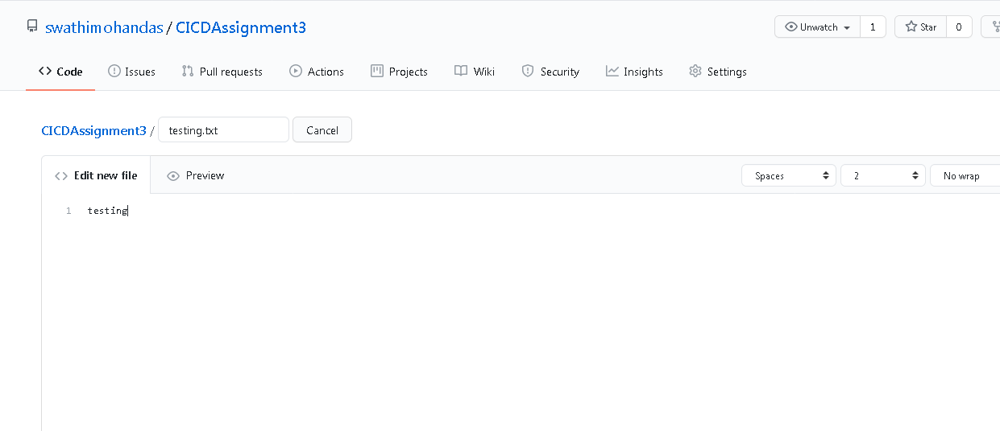 swathimohandas / CICDAssignment3 Unwatch 1 Star 0
Code Issues Pull requests Actions Projects Wiki Security Insights Settings
CICDAssignment3 / testing.txt Cancel
Edit new file Preview Spaces 2 No wrap
1 testing